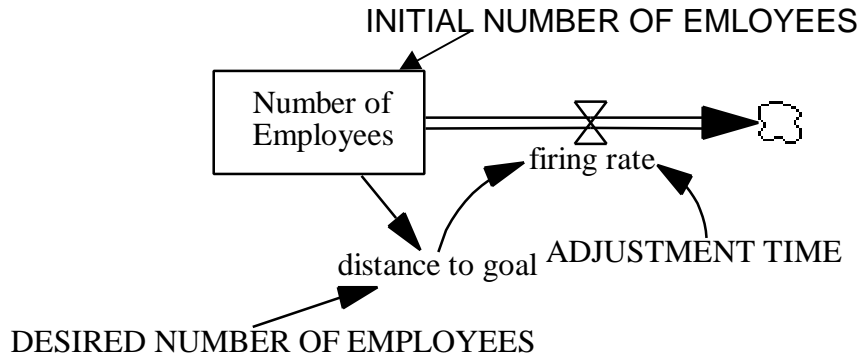 INITIAL NUMBER OF EMLOYEES
Number of
Employees
firing rate
distance to goal
ADJUSTMENT TIME
DESIRED NUMBER OF EMPLOYEES